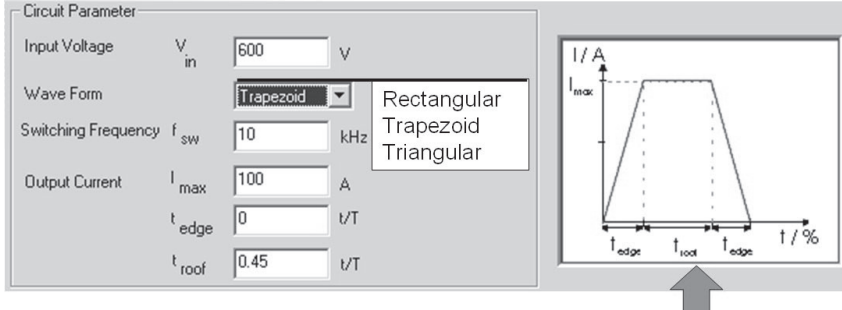 Circuit Parameter
Input Voltage V in 600 V
Wave Form Trapezoid
Rectangular
Trapezoid
Triangular
Switching Frequency f sw 10 kHz
Output Current I max 100 A
t edge 0 t/T
t roof 0.45 t/T
I / A
I max
t edge t roof t edge t / %